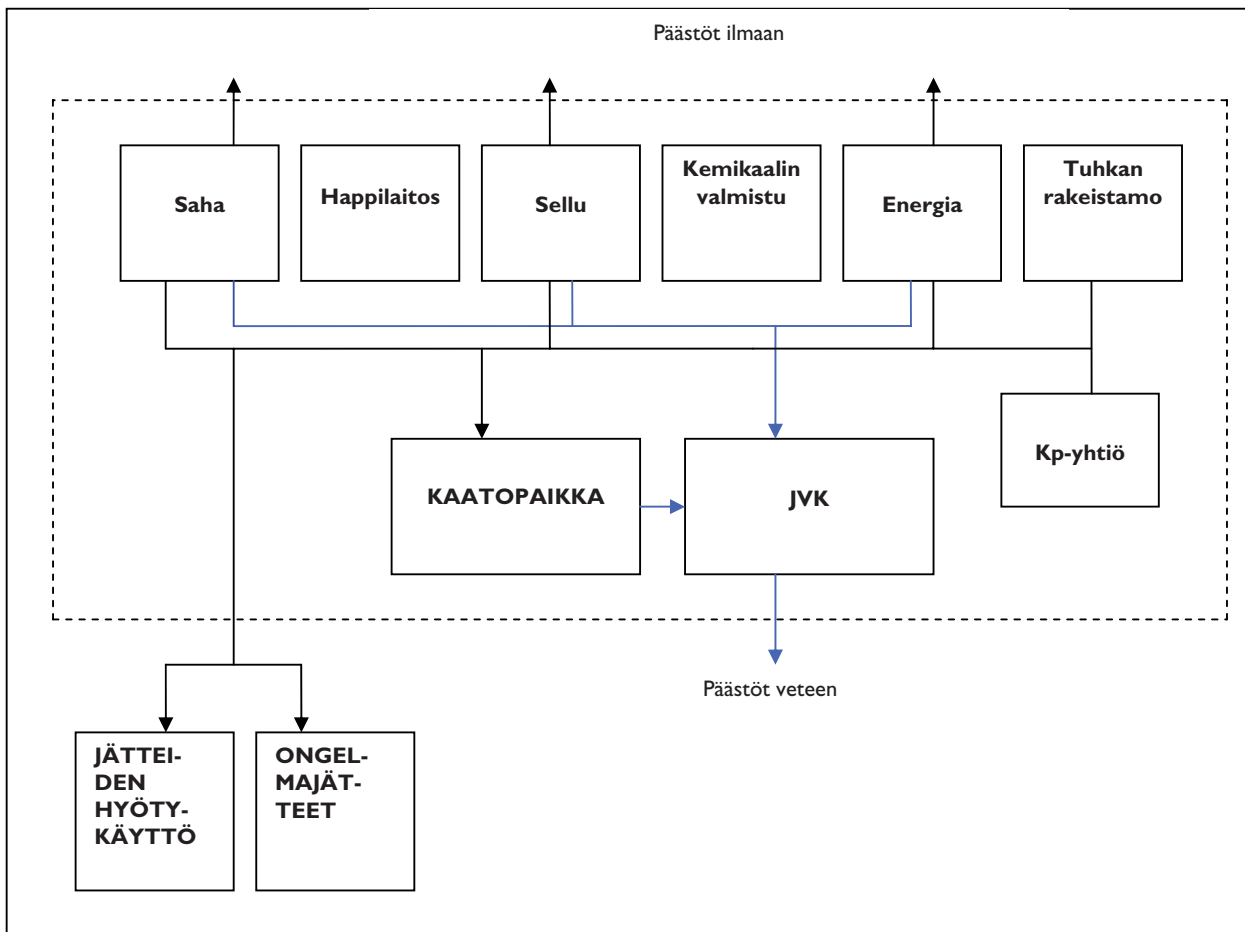 Päästöt ilmaan
Saha
Happilaitos
Sellu
Kemikaalin
valmistu
Energia
Tuhkan
rakeistamo
Kp-yhtiö
KAATOPAIKKA
JVK
Päästöt veteen
JÄTTEI-
DEN
HYÖTY-
KÄYTTÖ
ONGEL-
MAJÄT-
TEET